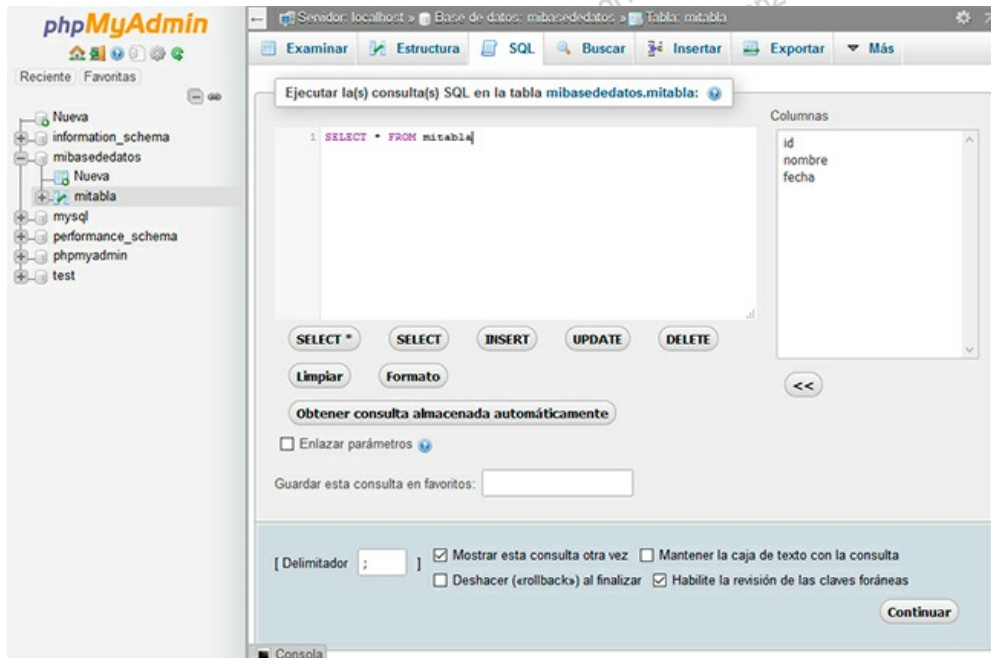 phpMyAdmin
Reciente Favoritas
Nueva
information_schema
mibasededatos
Nueva
mitabla
mysql
performance_schema
phpmyadmin
test
Servidor: localhost » Base de datos: mibasededatos » Tabla: mitabla
Examinar Estructura SQL Buscar Insertar Exportar Más
Ejecutar la(s) consulta(s) SQL en la tabla mibasededatos.mitabla:
Columnas
1 SELECT * FROM mitabla
id
nombre
fecha
SELECT * SELECT INSERT UPDATE DELETE
Limpiar Formato
<<
Obtener consulta almacenada automáticamente
Enlazar parámetros
Guardar esta consulta en favoritos:
[ Delimitador ; ] Mostrar esta consulta otra vez Mantener la caja de texto con la consulta
Deshacer («rollback») al finalizar Habilite la revisión de las claves foráneas
Continuar
Consola